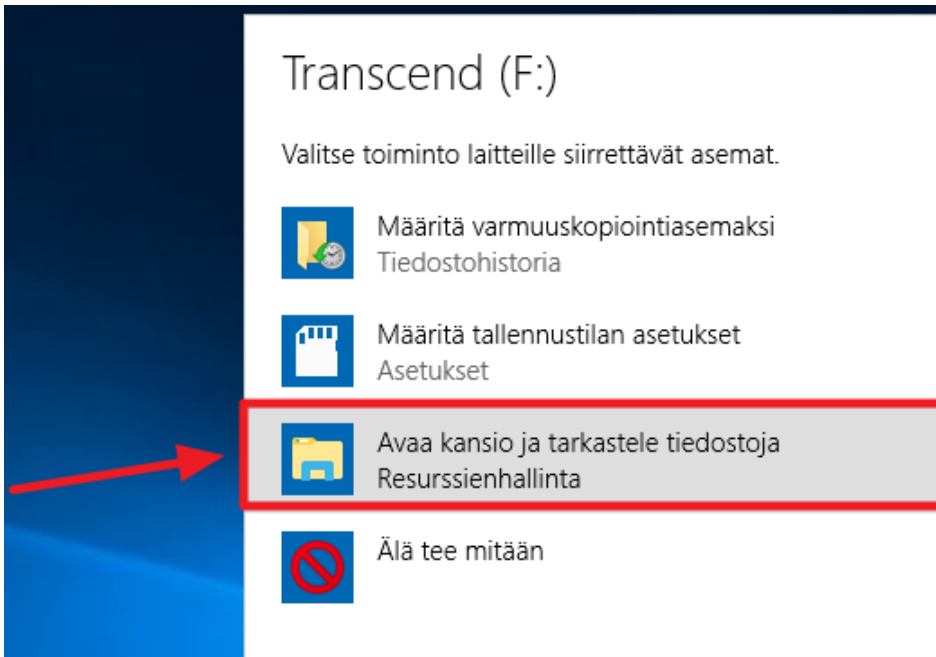 Transcend (F:)
Valitse toiminto laitteille siirrettävät asemat.
Määritä varmuuskopiointiasemaksi
Tiedostohistoria
Määritä tallennustilan asetukset
Asetukset
Avaa kansio ja tarkastele tiedostoja
Resurssienhallinta
Älä tee mitään